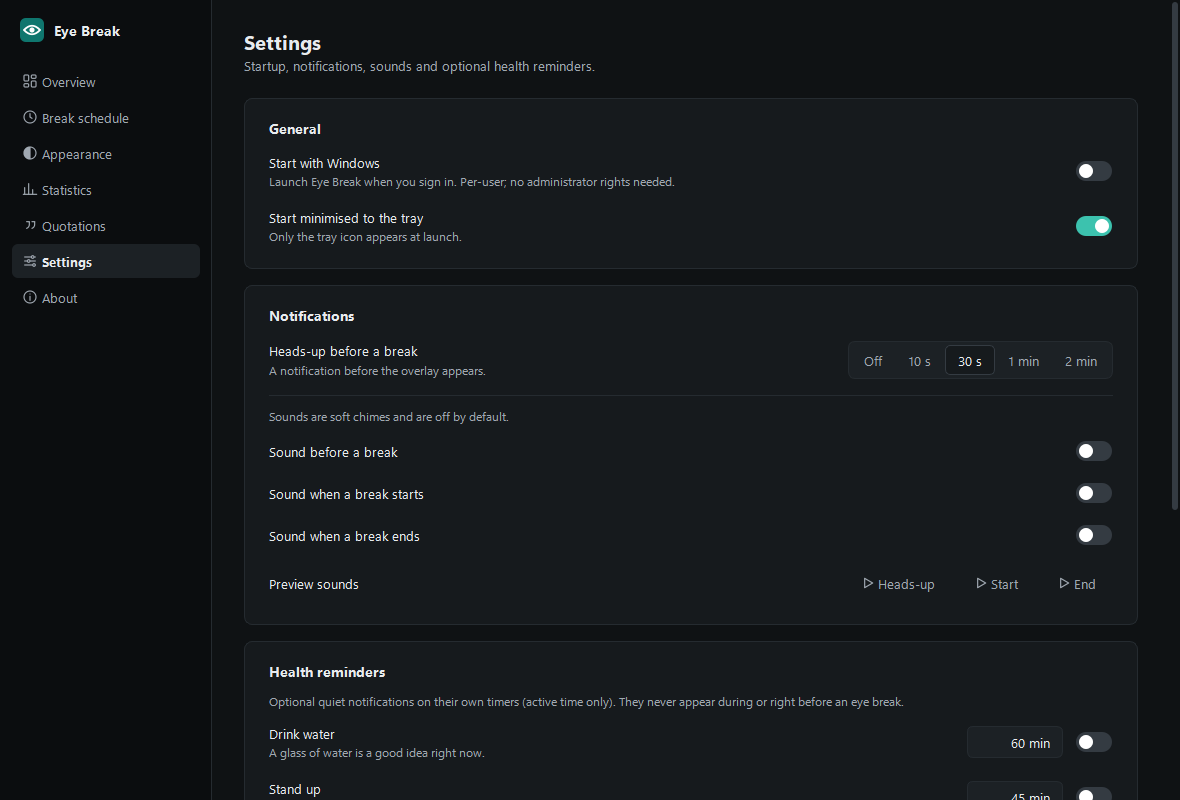 Eye Break
Overview
Break schedule
Appearance
Statistics
Quotations
Settings
About
Settings
Startup, notifications, sounds and optional health reminders.
General
Start with Windows
Launch Eye Break when you sign in. Per-user; no administrator rights needed.
Start minimised to the tray
Only the tray icon appears at launch.
Notifications
Heads-up before a break
A notification before the overlay appears.
Off 10 s 30 s 1 min 2 min
Sounds are soft chimes and are off by default.
Sound before a break
Sound when a break starts
Sound when a break ends
Preview sounds Heads-up Start End
Health reminders
Optional quiet notifications on their own timers (active time only). They never appear during or right before an eye break.
Drink water
A glass of water is a good idea right now.
60 min
Stand up
45 min